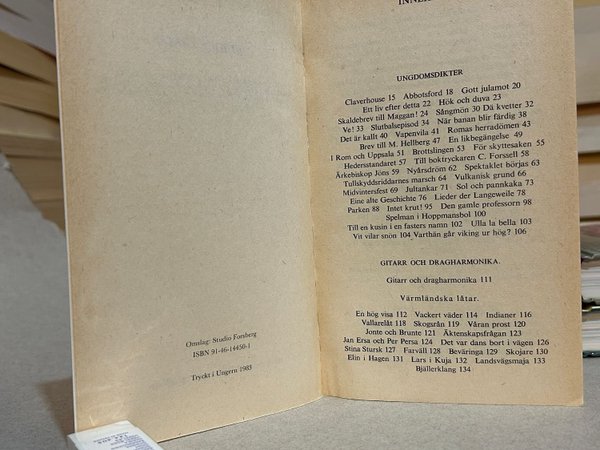 Omslag: Studio Forsberg
ISBN 91-46-14456-1
Tryckt i Ungern 1983
UNGDOMSDIKTER
Claverhouse 15 Abbotsford 18 Gott julamot 20
Ett liv efter detta 22 Hök och duva 23
Skaldebrev till Maggan! 24 Sångmön 30 Då kvetter 32
Ve! 33 Slutbalsepisod 34 När banan blir färdig 38
Det är kallt 40 Vapenvila 41 Romas herradömen 43
Brev till M. Hellberg 47 En likbegängelse 49
I Rom och Uppsala 51 Brottslingen 53 För skyttesaken 55
Hedersståndaret 57 Till boktryckaren C. Forssell 58
Ärkebiskop Jöns 59 Nyårsdröm 62 Spektaklet börjas 63
Tullskyddsriddarnes marsch 64 Vulkanisk grund 66
Midvintersfest 69 Jultankar 71 Sol och pannkaka 73
Eine alte Geschichte 76 Lieder der Langeweile 78
Parken 88 Intet krut! 95 Den gamle professorn 98
Spelman i Hoppmansbol 100
Till en kusin i en fasters namn 102 Ulla la bella 103
Vit vilar snön 104 Varthän går viking ur hög? 106
GITARR OCH DRAGHARMONIKA.
Gitarr och dragharmonika 111
Värmländska låtar.
En hög visa 112 Vackert väder 114 Indianer 116
Vallarelåt 118 Skogsrån 119 Våran prost 120
Jonte och Brunte 121 Äktenskapsfrågan 123
Jan Ersa och Per Persa 124 Det var dans bort i vägen 126
Stina Stursk 127 Farväll 128 Beväringa 129 Skojare 130
Elin i Hagen 131 Lars i Kuja 132 Landsvägsmaja 133
Bjällerklang 134